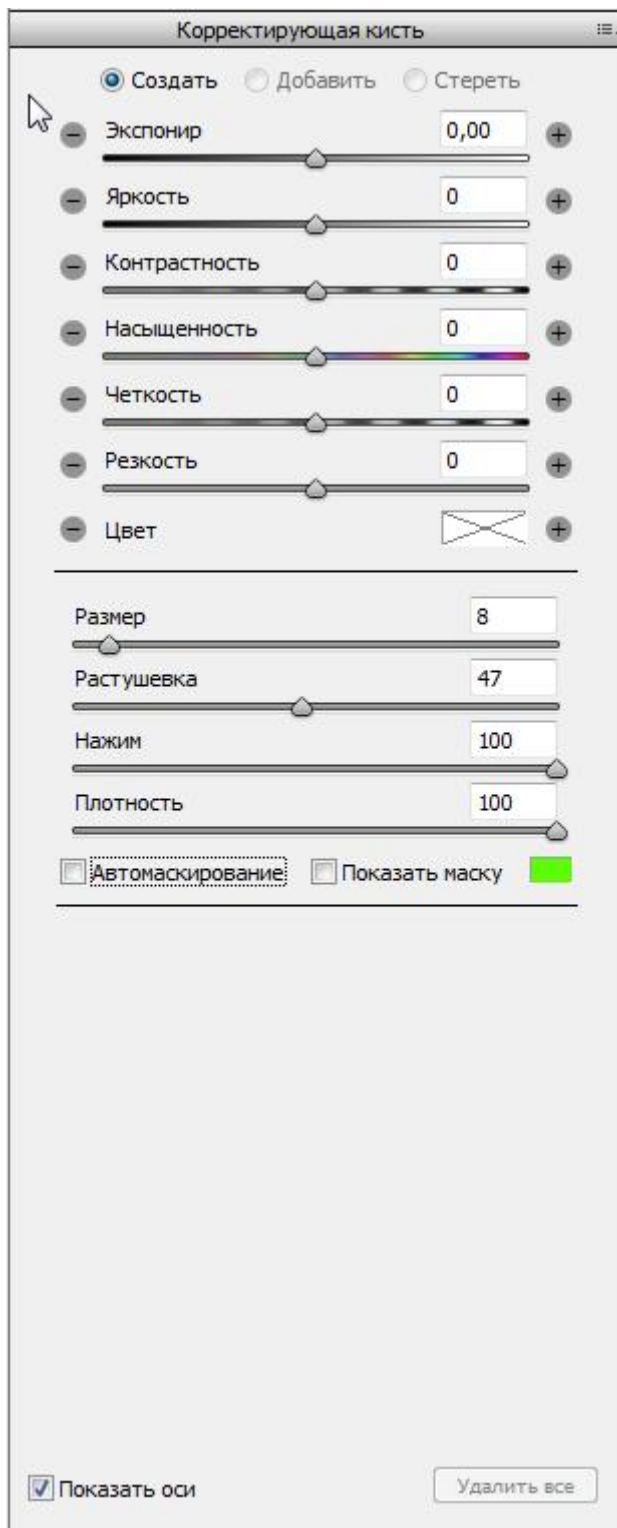 Корректирующая кисть
Создать Добавить Стереть
Экспонир 0,00
Яркость 0
Контрастность 0
Насыщенность 0
Четкость 0
Резкость 0
Цвет
Размер 8
Растушевка 47
Нажим 100
Плотность 100
Автомаскирование Показать маску
Показать оси Удалить все